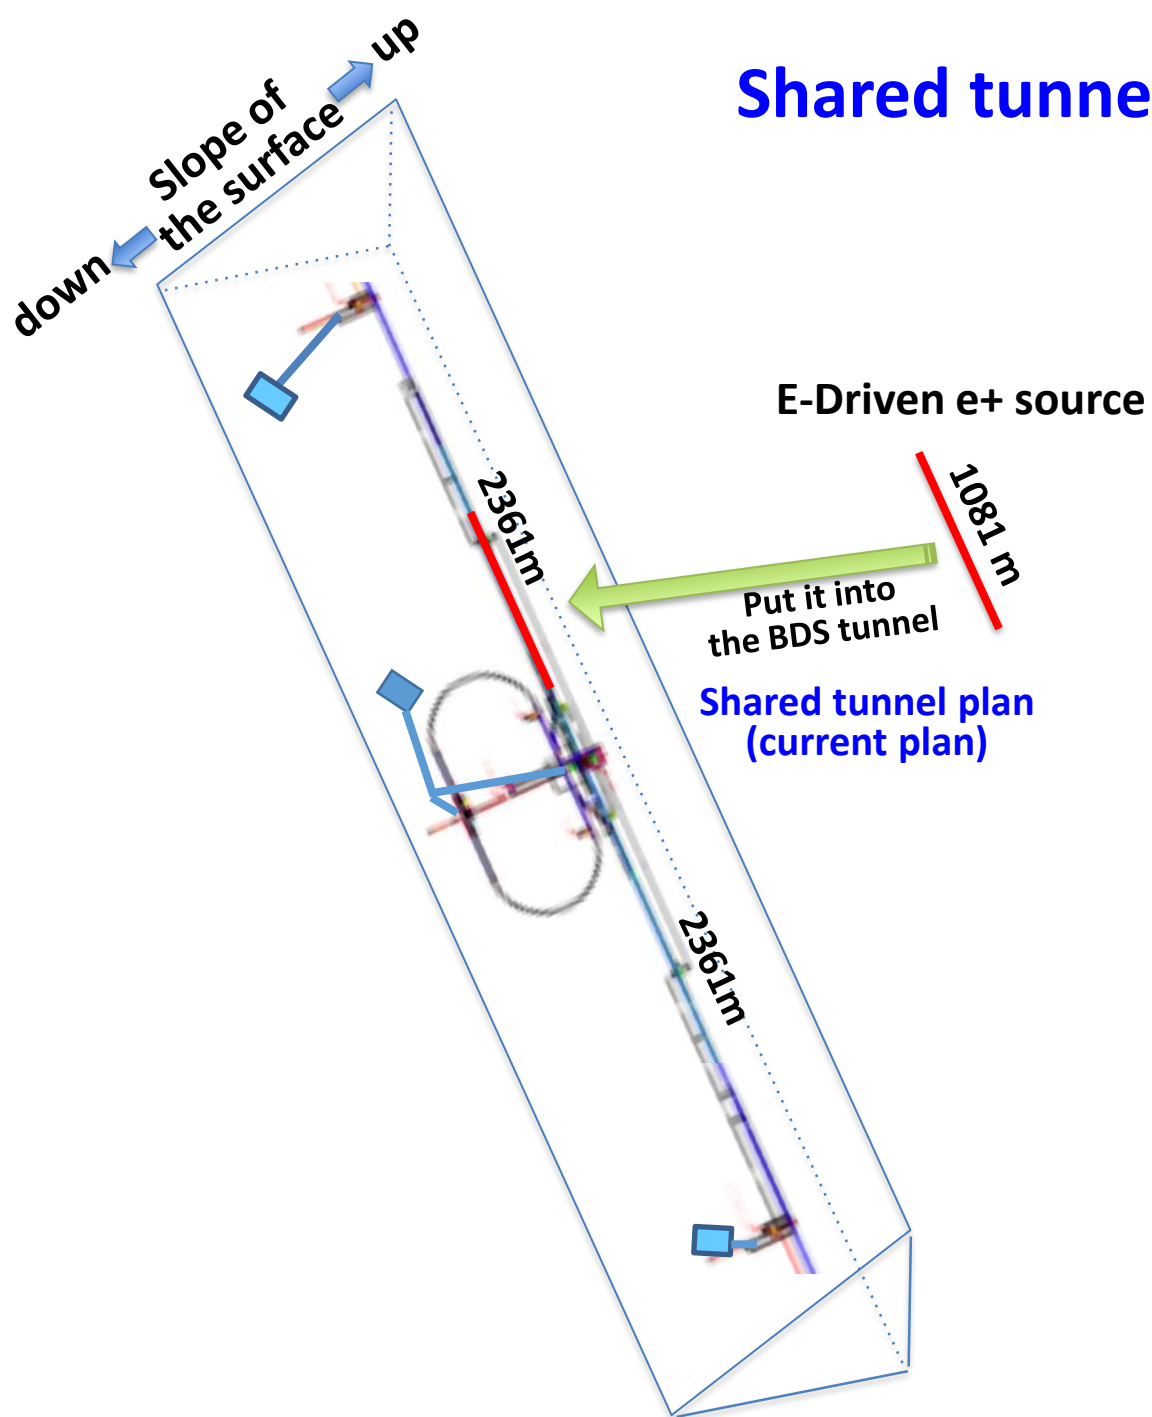 up
Shared tunne
Slope of
the surface
down
E-Driven e+ source
1081 m
2361m
Put it into
the BDS tunnel
Shared tunnel plan
(current plan)
2361m